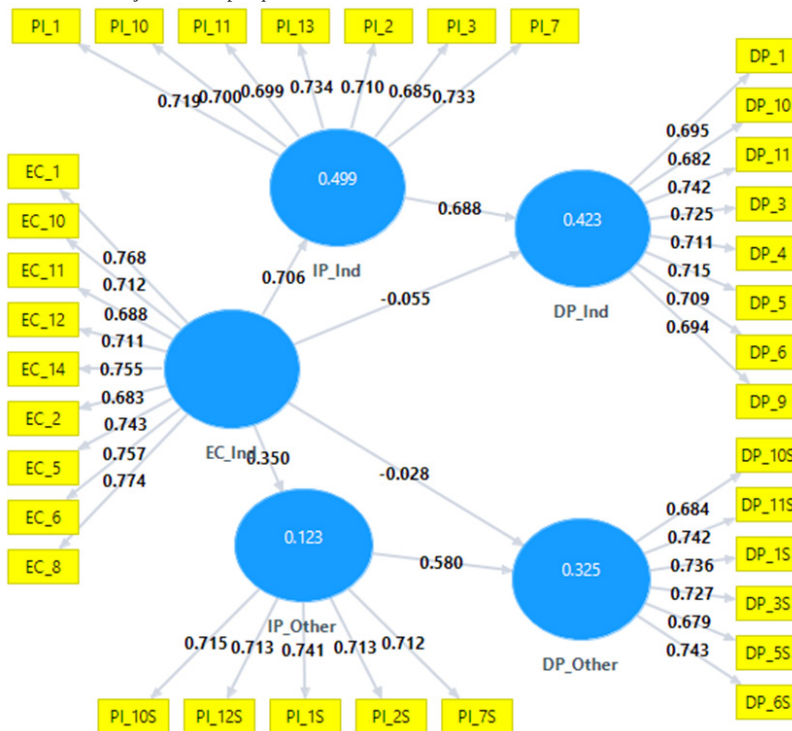 PI_1 PI_10 PI_11 PI_13 PI_2 PI_3 PI_7
0.719 0.700 0.699 0.734 0.710 0.685 0.733
0.499
IP_Ind
DP_1
DP_10
DP_11
DP_3
DP_4
DP_5
DP_6
DP_9
0.695
0.682
0.742
0.725
0.711
0.715
0.709
0.694
0.423
DP_Ind
0.688
0.706
-0.055
EC_1
EC_10
EC_11
EC_12
EC_14
EC_2
EC_5
EC_6
EC_8
0.768
0.712
0.688
0.711
0.755
0.683
0.743
0.757
0.774
EC_Ind
0.350
-0.028
0.123
IP_Other
0.580
0.325
DP_Other
DP_10S
DP_11S
DP_1S
DP_3S
DP_5S
DP_6S
0.684
0.742
0.736
0.727
0.679
0.743
0.715 0.713 0.741 0.713 0.712
PI_10S PI_12S PI_1S PI_2S PI_7S